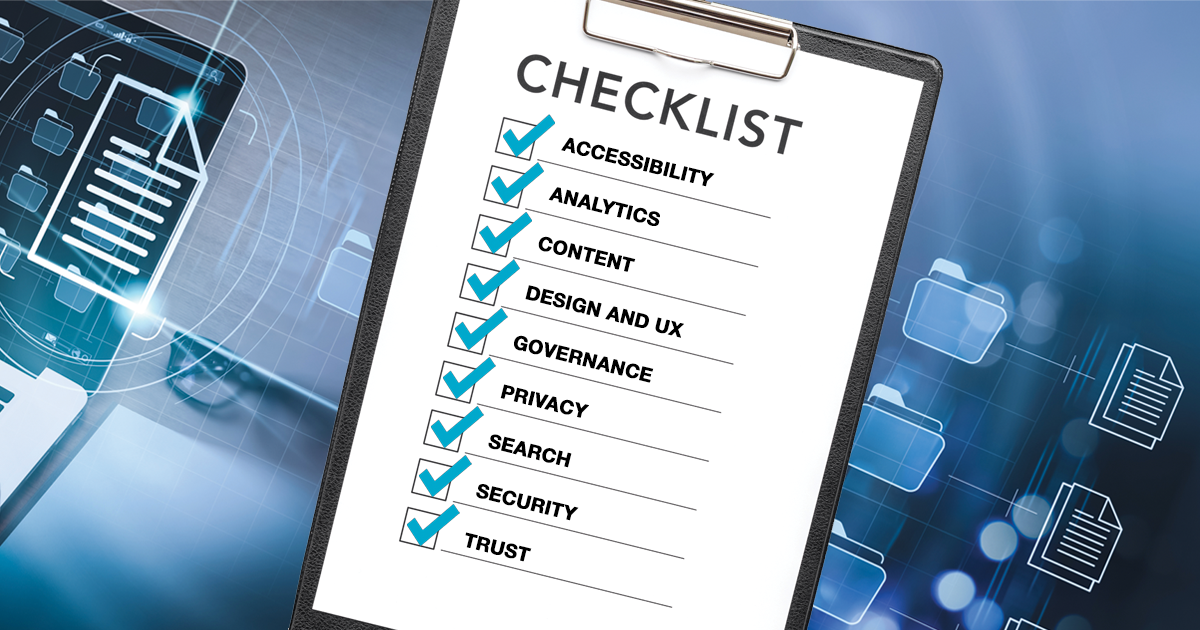 CHECKLIST
ACCESSIBILITY
ANALYTICS
CONTENT
DESIGN AND UX
GOVERNANCE
PRIVACY
SEARCH
SECURITY
TRUST